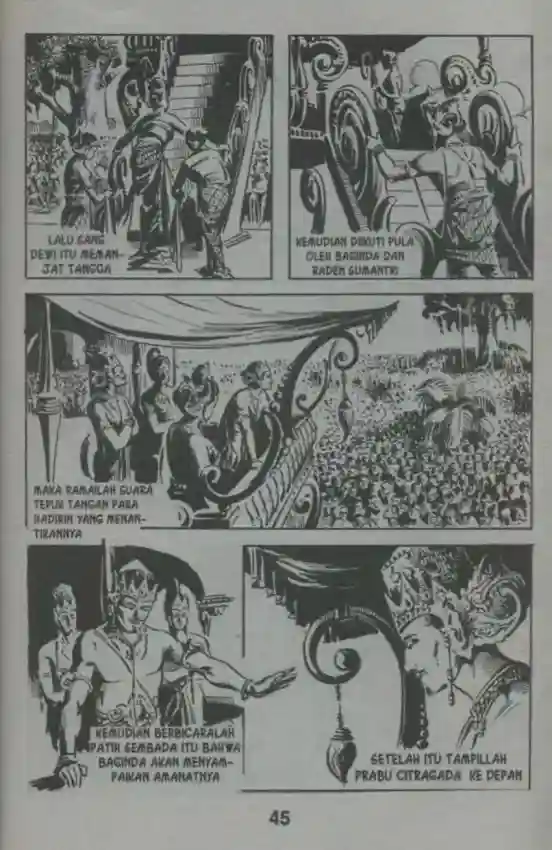 LALU SANG
DEWI ITU MEMAN-
JAT TANGGA
KEMUDIAN DIIKUTI PULA
OLEH BAGINDA DAN
RADEN SUMANTRI
MAKA RAMAILAH SUARA
TEPUK TANGAN PARA
HADIRIN YANG MENAN-
TIKANNYA
KEMUDIAN BERBICARALAH
PATIH SEMBADA ITU BAHWA
BAGINDA AKAN MENYAM-
PAIKAN AMANATNYA
SETELAH ITU TAMPILLAH
PRABU CITRAGADA KE DEPAN
45